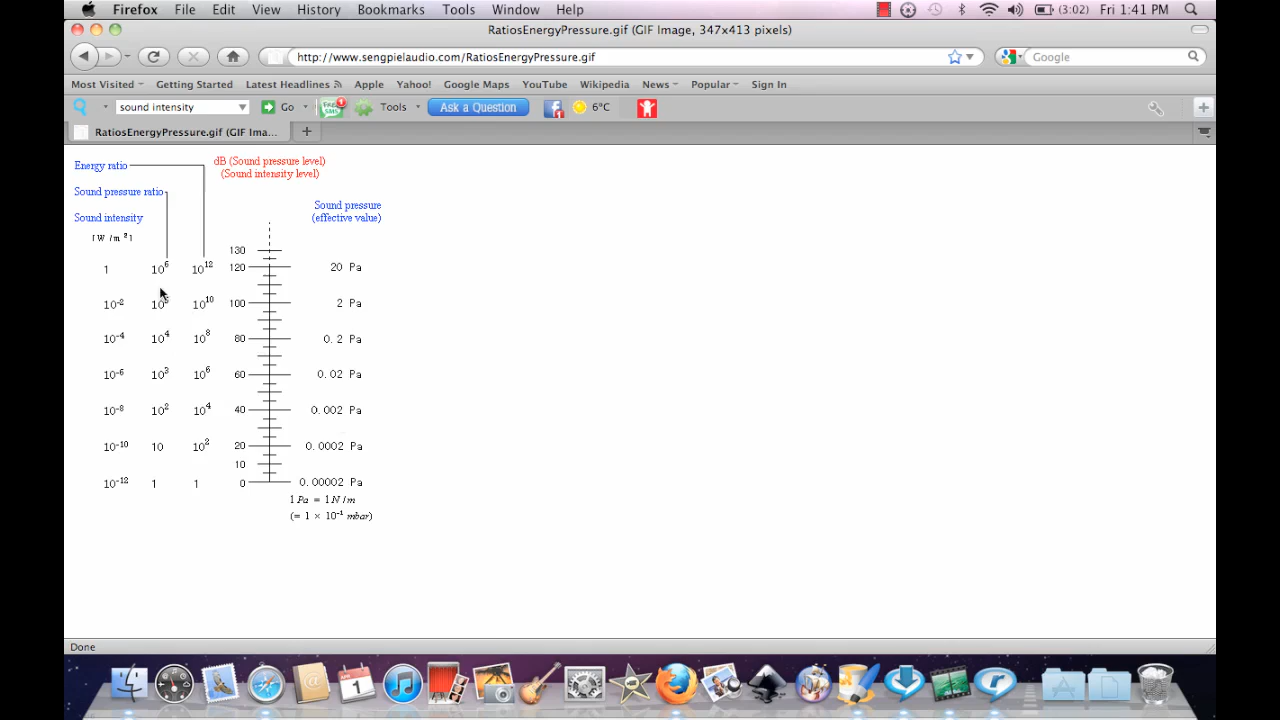 Firefox File Edit View History Bookmarks Tools Window Help (3:02) Fri 1:41 PM
RatiosEnergyPressure.gif (GIF Image, 347x413 pixels)
http://www.sengpielaudio.com/RatiosEnergyPressure.gif Google
Most Visited Getting Started Latest Headlines Apple Yahoo! Google Maps YouTube Wikipedia News Popular Sign In
sound intensity Go FREE SMS 1 Tools Ask a Question 1 6°C
RatiosEnergyPressure.gif (GIF Ima...
Energy ratio
dB (Sound pressure level)
(Sound intensity level)
Sound pressure ratio
Sound pressure
(effective value)
Sound intensity
[W/m²]
130
1 10⁶ 10¹² 120 20 Pa
10⁻² 10⁵ 10¹⁰ 100 2 Pa
10⁻⁴ 10⁴ 10⁸ 80 0.2 Pa
10⁻⁶ 10³ 10⁶ 60 0.02 Pa
10⁻⁸ 10² 10⁴ 40 0.002 Pa
10⁻¹⁰ 10 10² 20 0.0002 Pa
10
10⁻¹² 1 1 0 0.00002 Pa
1 Pa = 1 N/m
(= 1 × 10⁻¹ mbar)
Done
1